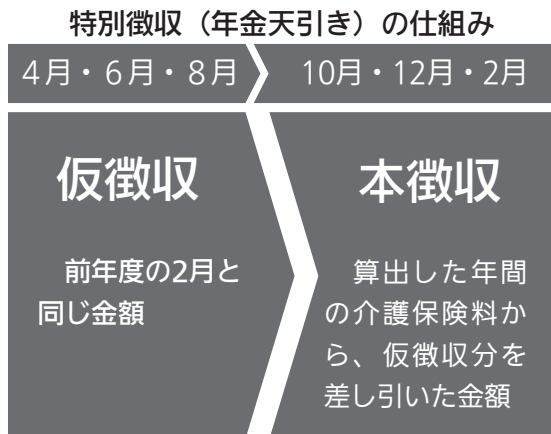 特別徴収（年金天引き）の仕組み
4月・6月・8月
10月・12月・2月
仮徴収
前年度の2月と
同じ金額
本徴収
算出した年間
の介護保険料か
ら、仮徴収分を
差し引いた金額